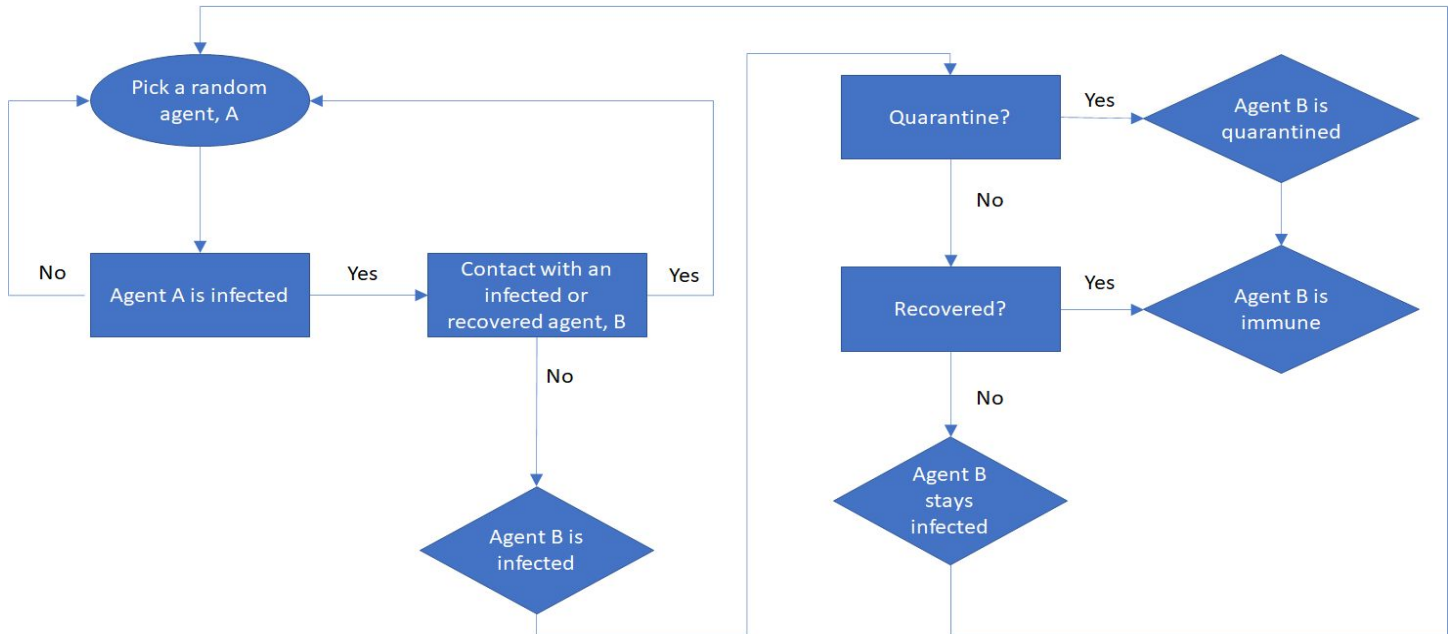 Pick a random
agent, A
No
Agent A is infected
Yes
Contact with an
infected or
recovered agent, B
Yes
No
Agent B is
infected
Quarantine?
Yes
Agent B is
quarantined
No
Recovered?
Yes
Agent B is
immune
No
Agent B
stays
infected